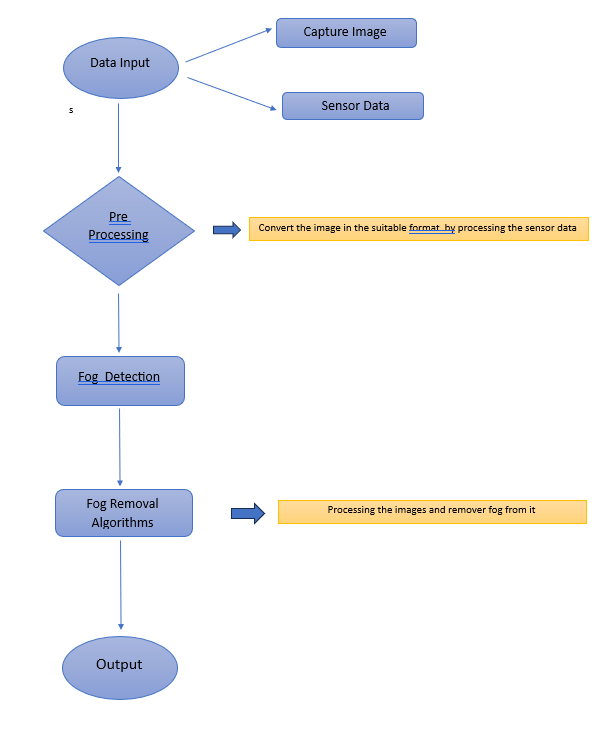 Capture Image
Data Input
Sensor Data
s
Pre
Processing
Convert the image in the suitable format by processing the sensor data
Fog Detection
Fog Removal
Algorithms
Processing the images and remover fog from it
Output